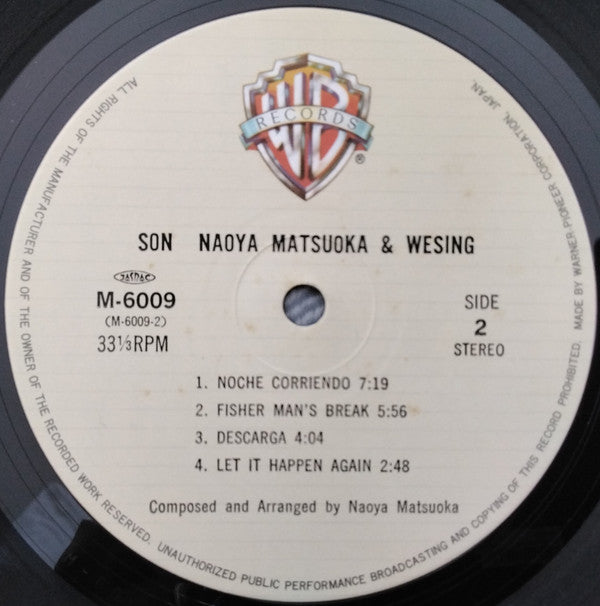 WB
RECORDS
®
SON NAOYA MATSUOKA & WESING
JASRAC
M-6009
(M-6009-2)
33⅓RPM
SIDE
2
STEREO
1. NOCHE CORRIENDO 7:19
2. FISHER MAN'S BREAK 5:56
3. DESCARGA 4:04
4. LET IT HAPPEN AGAIN 2:48
Composed and Arranged by Naoya Matsuoka
ALL RIGHTS OF THE MANUFACTURER AND OF THE OWNER OF THE RECORDED WORK RESERVED. UNAUTHORIZED PUBLIC PERFORMANCE BROADCASTING AND COPYING OF THIS RECORD PROHIBITED. MADE BY WARNER-PIONEER CORPORATION, JAPAN.